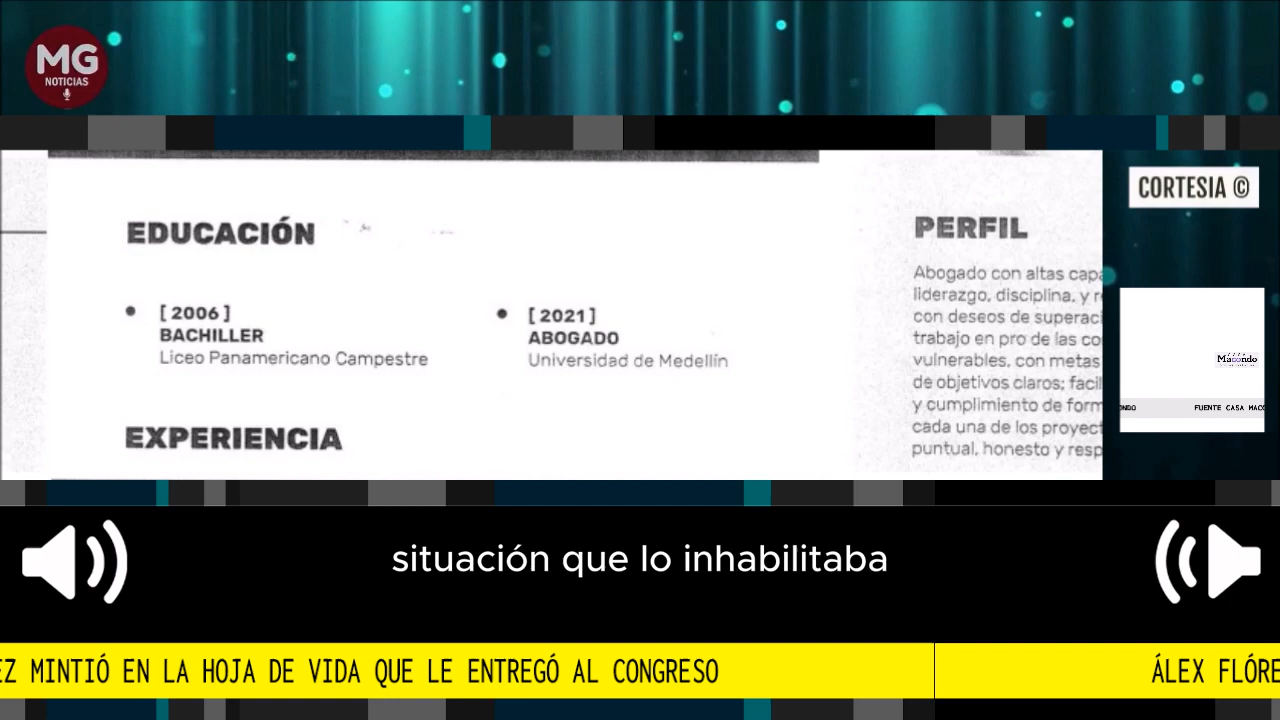 MG
NOTICIAS
CORTESIA ©
EDUCACIÓN
[ 2006 ]
BACHILLER
Liceo Panamericano Campestre
[ 2021 ]
ABOGADO
Universidad de Medellín
EXPERIENCIA
PERFIL
Abogado con altas capa
liderazgo, disciplina, y r
con deseos de superaci
trabajo en pro de las co
vulnerables, con metas
de objetivos claros; facil
y cumplimiento de form
cada una de los proyect
puntual, honesto y resp
Macondo
ONDO FUENTE CASA MACO
situación que lo inhabilitaba
EZ MINTIÓ EN LA HOJA DE VIDA QUE LE ENTREGÓ AL CONGRESO
ÁLEX FLÓRE